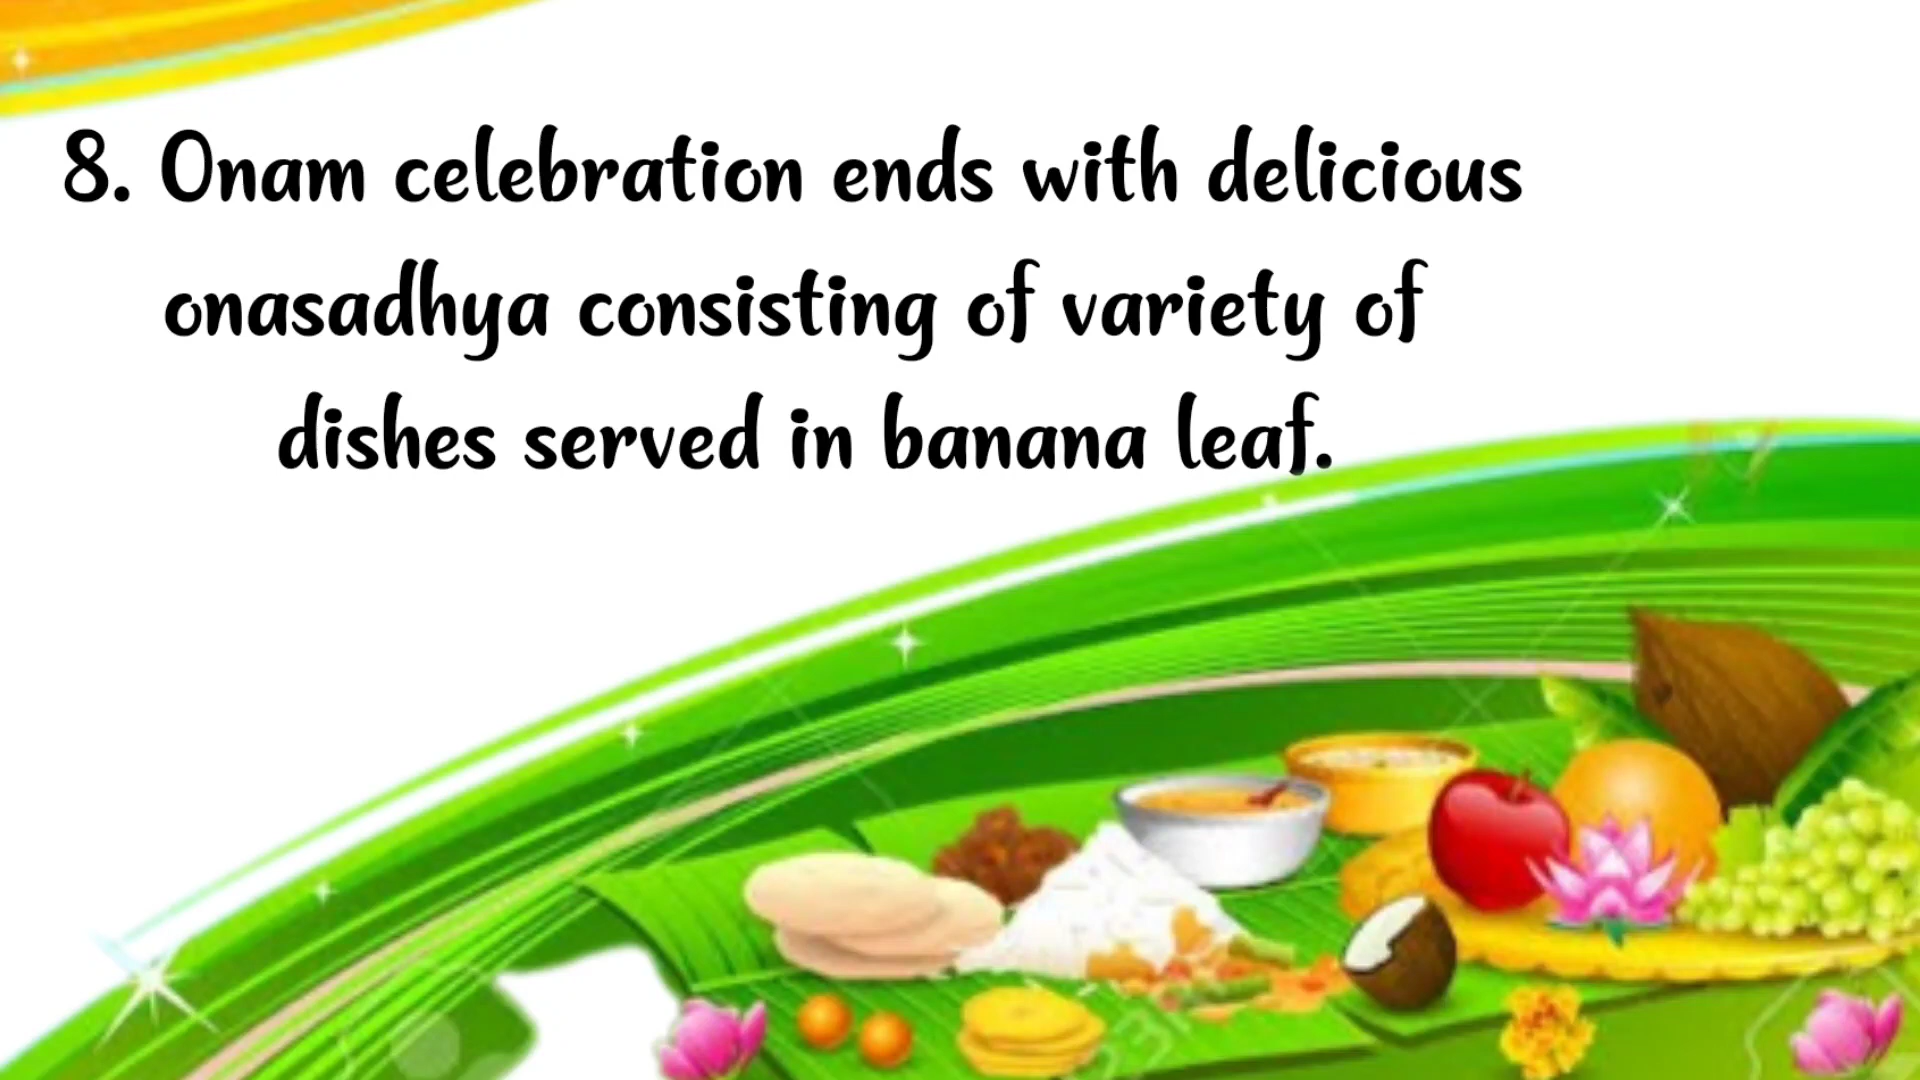 8. Onam celebration ends with delicious
onasadhya consisting of variety of
dishes served in banana leaf.